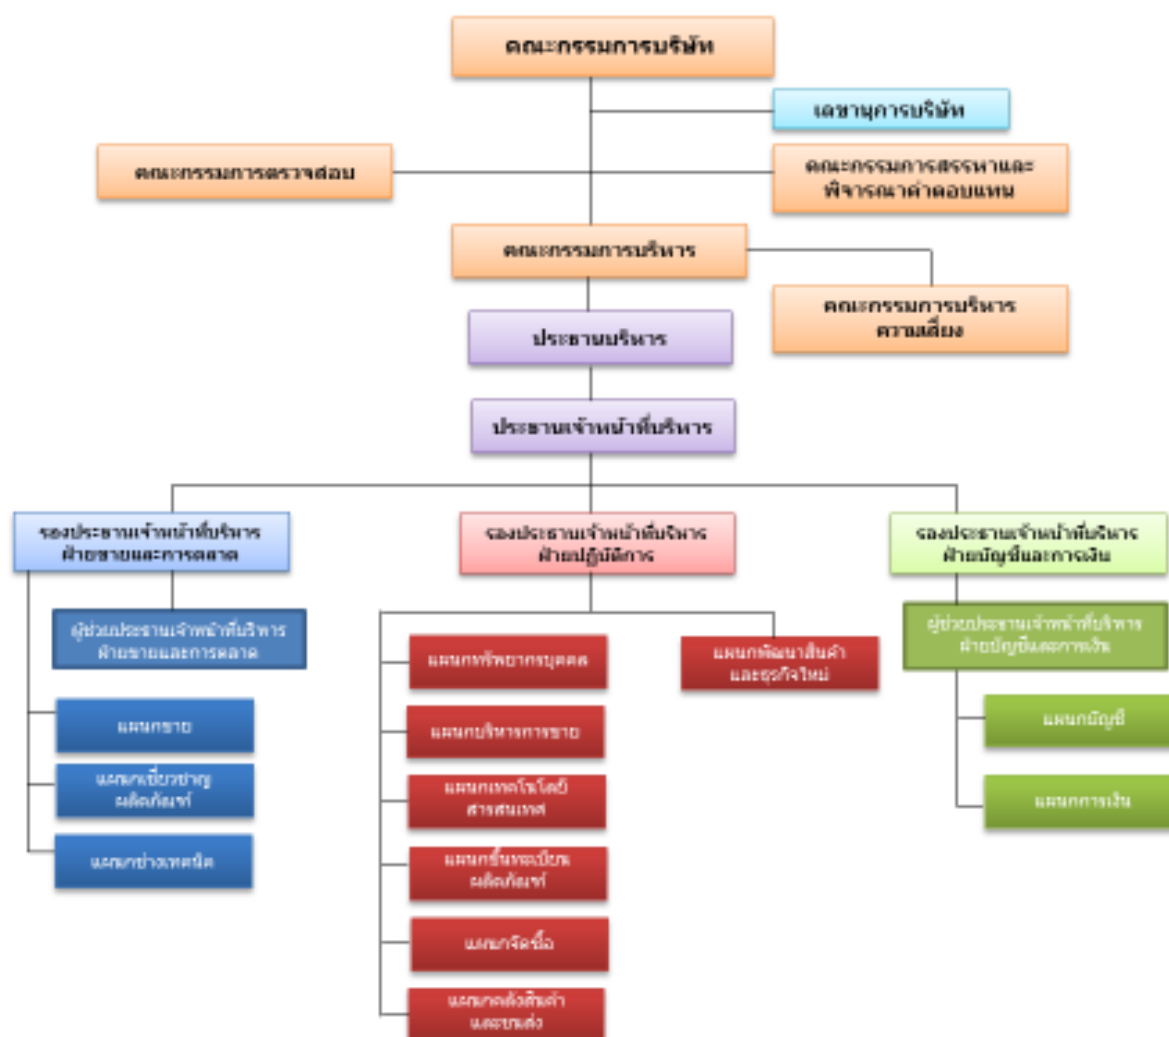 คณะกรรมการบริษัท
เลขานุการบริษัท
คณะกรรมการตรวจสอบ
คณะกรรมการสรรหาและ
พิจารณาค่าตอบแทน
คณะกรรมการบริหาร
คณะกรรมการบริหาร
ความเสี่ยง
ประธานบริหาร
ประธานเจ้าหน้าที่บริหาร
รองประธานเจ้าหน้าที่บริหาร
ฝ่ายขายและการตลาด
รองประธานเจ้าหน้าที่บริหาร
ฝ่ายปฏิบัติการ
รองประธานเจ้าหน้าที่บริหาร
ฝ่ายบัญชีและการเงิน
ผู้ช่วยประธานเจ้าหน้าที่บริหาร
ฝ่ายขายและการตลาด
แผนกขาย
แผนกเชี่ยวชาญ
ผลิตภัณฑ์
แผนกช่างเทคนิค
แผนกทรัพยากรบุคคล
แผนกบริหารการขาย
แผนกเทคโนโลยี
สารสนเทศ
แผนกขึ้นทะเบียน
ผลิตภัณฑ์
แผนกจัดซื้อ
แผนกคลังสินค้า
และขนส่ง
แผนกพัฒนาสินค้า
และธุรกิจใหม่
ผู้ช่วยประธานเจ้าหน้าที่บริหาร
ฝ่ายบัญชีและการเงิน
แผนกบัญชี
แผนกการเงิน